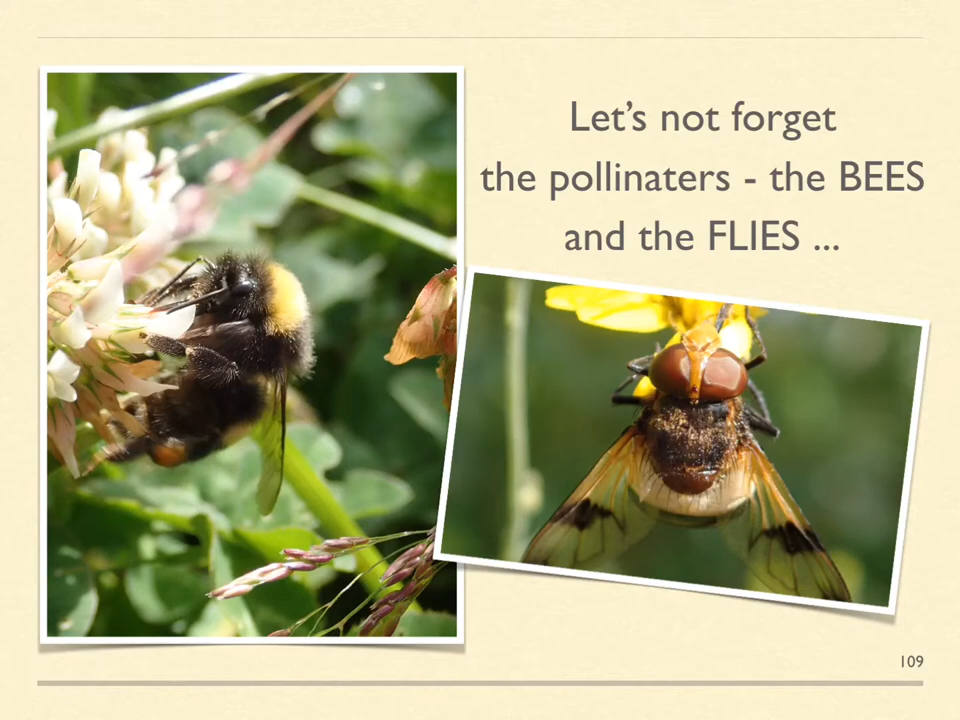 Let’s not forget
the pollinaters - the BEES
and the FLIES ...
109